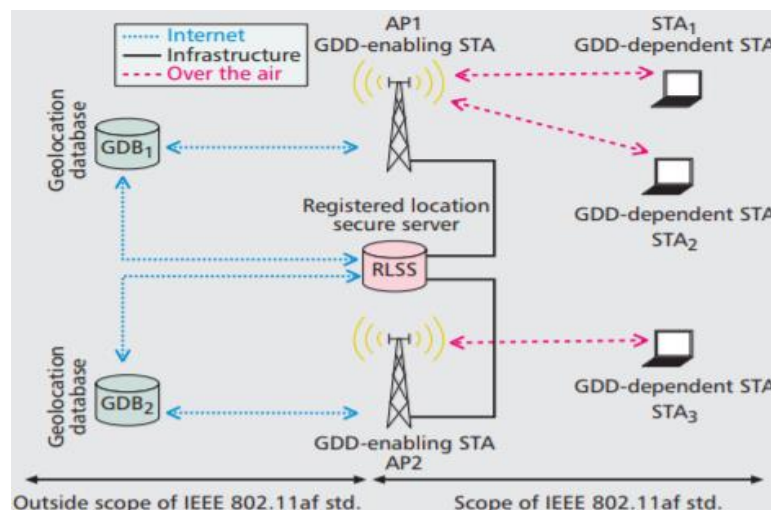 Internet
Infrastructure
Over the air
AP1
GDD-enabling STA
STA1
GDD-dependent STA
Geolocation
database
GDB1
GDD-dependent STA
STA2
Registered location
secure server
RLSS
Geolocation
database
GDB2
GDD-enabling STA
AP2
GDD-dependent STA
STA3
Outside scope of IEEE 802.11af std.
Scope of IEEE 802.11af std.